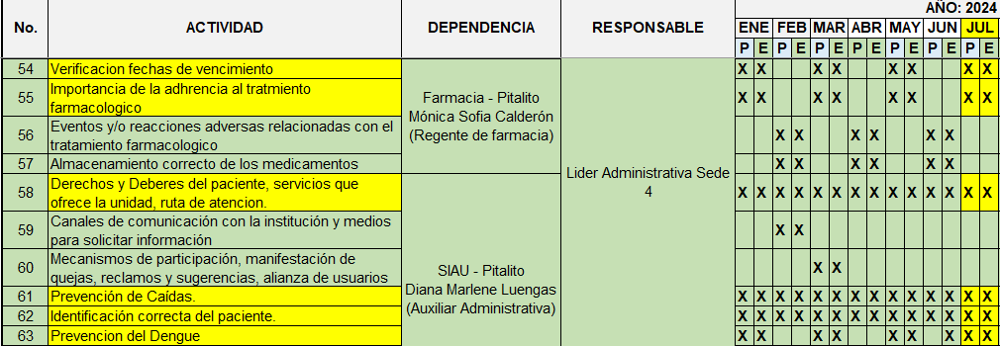 AÑO: 2024
No. ACTIVIDAD DEPENDENCIA RESPONSABLE ENE FEB MAR ABR MAY JUN JUL
P E P E P E P E P E P E P E
54 Verificacion fechas de vencimiento X X X X X X X X
55 Importancia de la adhrencia al tratmiento
farmacologico X X X X X X X X
Farmacia - Pitalito
Mónica Sofia Calderón
(Regente de farmacia)
56 Eventos y/o reacciones adversas relacionadas con el
tratamiento farmacologico X X X X X X
57 Almacenamiento correcto de los medicamentos X X X X X X
Lider Administrativa Sede
4
58 Derechos y Deberes del paciente, servicios que
ofrece la unidad, ruta de atencion. X X X X X X X X X X X X X X
59 Canales de comunicación con la institución y medios
para solicitar información X X
60 Mecanismos de participación, manifestación de
quejas, reclamos y sugerencias, alianza de usuarios X X
SIAU - Pitalito
Diana Marlene Luengas
(Auxiliar Administrativa)
61 Prevención de Caídas. X X X X X X X X X X X X X X
62 Identificación correcta del paciente. X X X X X X X X X X X X X X
63 Prevencion del Dengue X X X X X X X X X